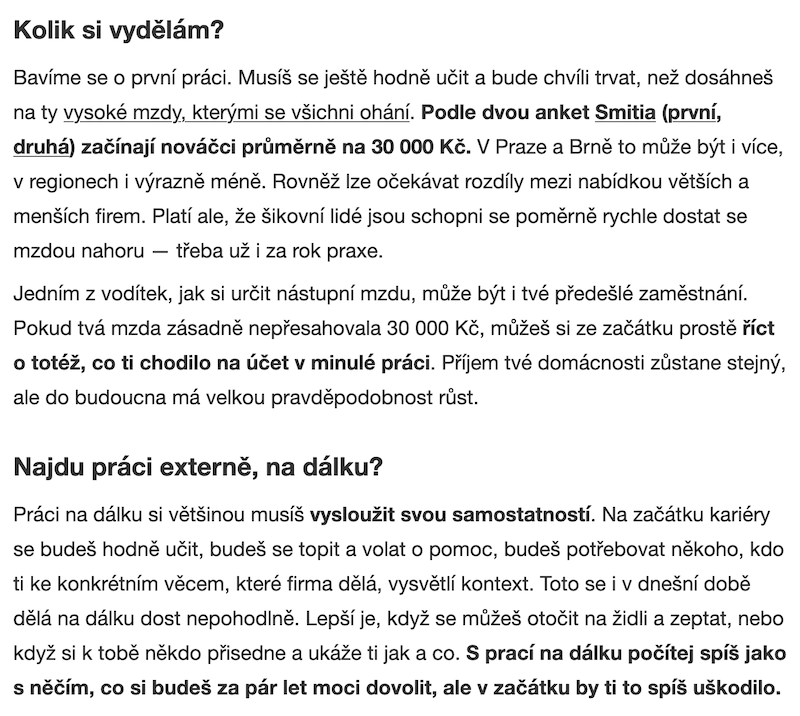 Kolik si vydělám?
Bavíme se o první práci. Musíš se ještě hodně učit a bude chvíli trvat, než dosáhneš
na ty vysoké mzdy, kterými se všichni ohání. Podle dvou anket Smitia (první,
druhá) začínají nováčci průměrně na 30 000 Kč. V Praze a Brně to může být i více,
v regionech i výrazně méně. Rovněž lze očekávat rozdíly mezi nabídkou větších a
menších firem. Platí ale, že šikovní lidé jsou schopni se poměrně rychle dostat se
mzdou nahoru — třeba už i za rok praxe.
Jedním z vodítek, jak si určit nástupní mzdu, může být i tvé předešlé zaměstnání.
Pokud tvá mzda zásadně nepřesahovala 30 000 Kč, můžeš si ze začátku prostě říct
o totéž, co ti chodilo na účet v minulé práci. Příjem tvé domácnosti zůstane stejný,
ale do budoucna má velkou pravděpodobnost růst.
Najdu práci externě, na dálku?
Práci na dálku si většinou musíš vysloužit svou samostatností. Na začátku kariéry
se budeš hodně učit, budeš se topit a volat o pomoc, budeš potřebovat někoho, kdo
ti ke konkrétním věcem, které firma dělá, vysvětlí kontext. Toto se i v dnešní době
dělá na dálku dost nepohodlně. Lepší je, když se můžeš otočit na židli a zeptat, nebo
když si k tobě někdo přisedne a ukáže ti jak a co. S prací na dálku počítej spíš jako
s něčím, co si budeš za pár let moci dovolit, ale v začátku by ti to spíš uškodilo.